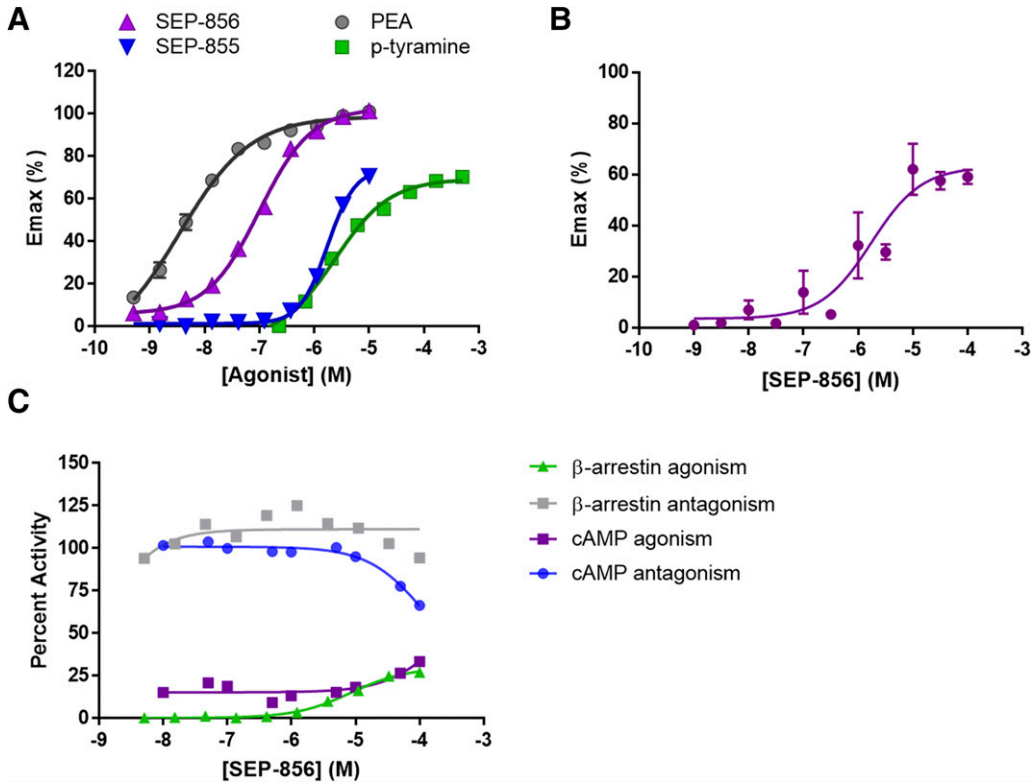 A
SEP-856
PEA
SEP-855
p-tyramine
Emax (%)
120
100
80
60
40
20
0
-10 -9 -8 -7 -6 -5 -4 -3
[Agonist] (M)
B
Emax (%)
100
80
60
40
20
0
-10 -9 -8 -7 -6 -5 -4 -3
[SEP-856] (M)
C
Percent Activity
150
125
100
75
50
25
0
-9 -8 -7 -6 -5 -4 -3
[SEP-856] (M)
β-arrestin agonism
β-arrestin antagonism
cAMP agonism
cAMP antagonism